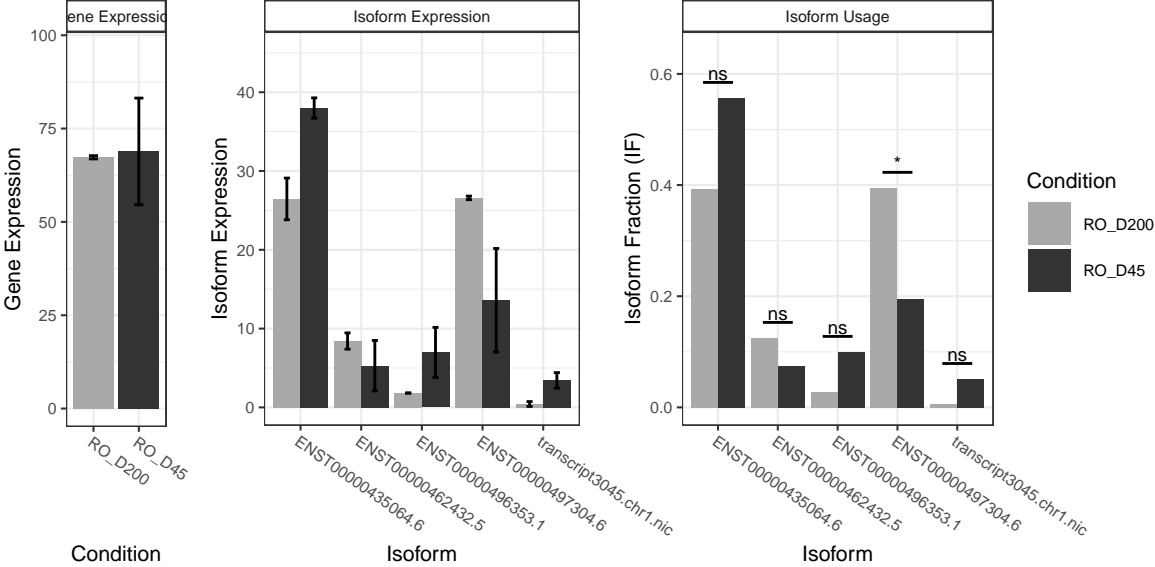 ene Expressio
Gene Expression
100
75
50
25
0
RO_D200
RO_D45
Condition
Isoform Expression
Isoform Expression
40
30
20
10
0
ENST00000435064.6
ENST00000462432.5
ENST00000496353.1
ENST00000497304.6
transcript3045.chr1.nic
Isoform
Isoform Usage
Isoform Fraction (IF)
0.6
0.4
0.2
0.0
ns
ns
ns
*
ns
ENST00000435064.6
ENST00000462432.5
ENST00000496353.1
ENST00000497304.6
transcript3045.chr1.nic
Isoform
Condition
RO_D200
RO_D45